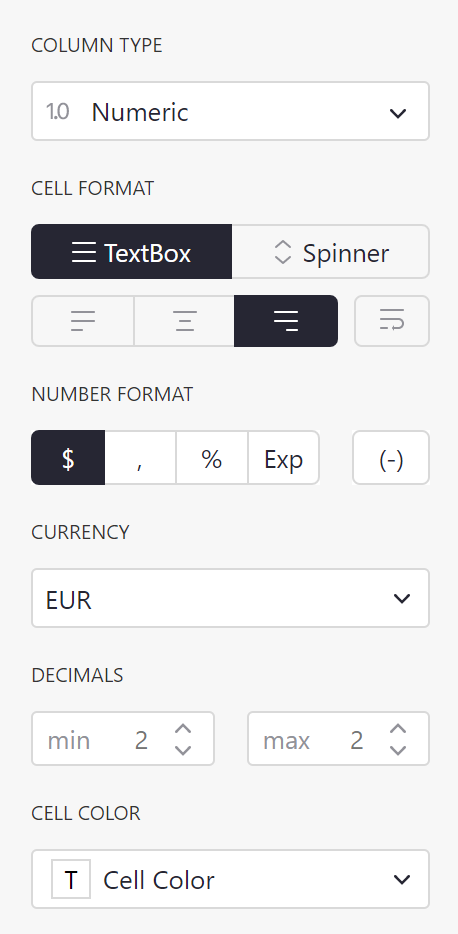 COLUMN TYPE
1.0 Numeric
CELL FORMAT
TextBox Spinner
NUMBER FORMAT
$ , % Exp (-)
CURRENCY
EUR
DECIMALS
min 2 max 2
CELL COLOR
T Cell Color